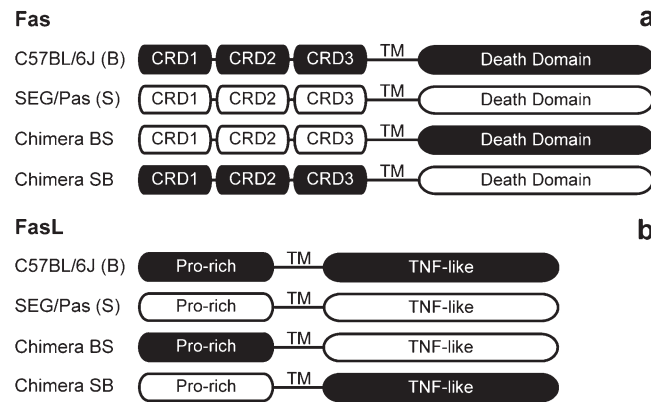 Fas a
C57BL/6J (B) CRD1 CRD2 CRD3 TM Death Domain
SEG/Pas (S) CRD1 CRD2 CRD3 TM Death Domain
Chimera BS CRD1 CRD2 CRD3 TM Death Domain
Chimera SB CRD1 CRD2 CRD3 TM Death Domain
FasL b
C57BL/6J (B) Pro-rich TM TNF-like
SEG/Pas (S) Pro-rich TM TNF-like
Chimera BS Pro-rich TM TNF-like
Chimera SB Pro-rich TM TNF-like